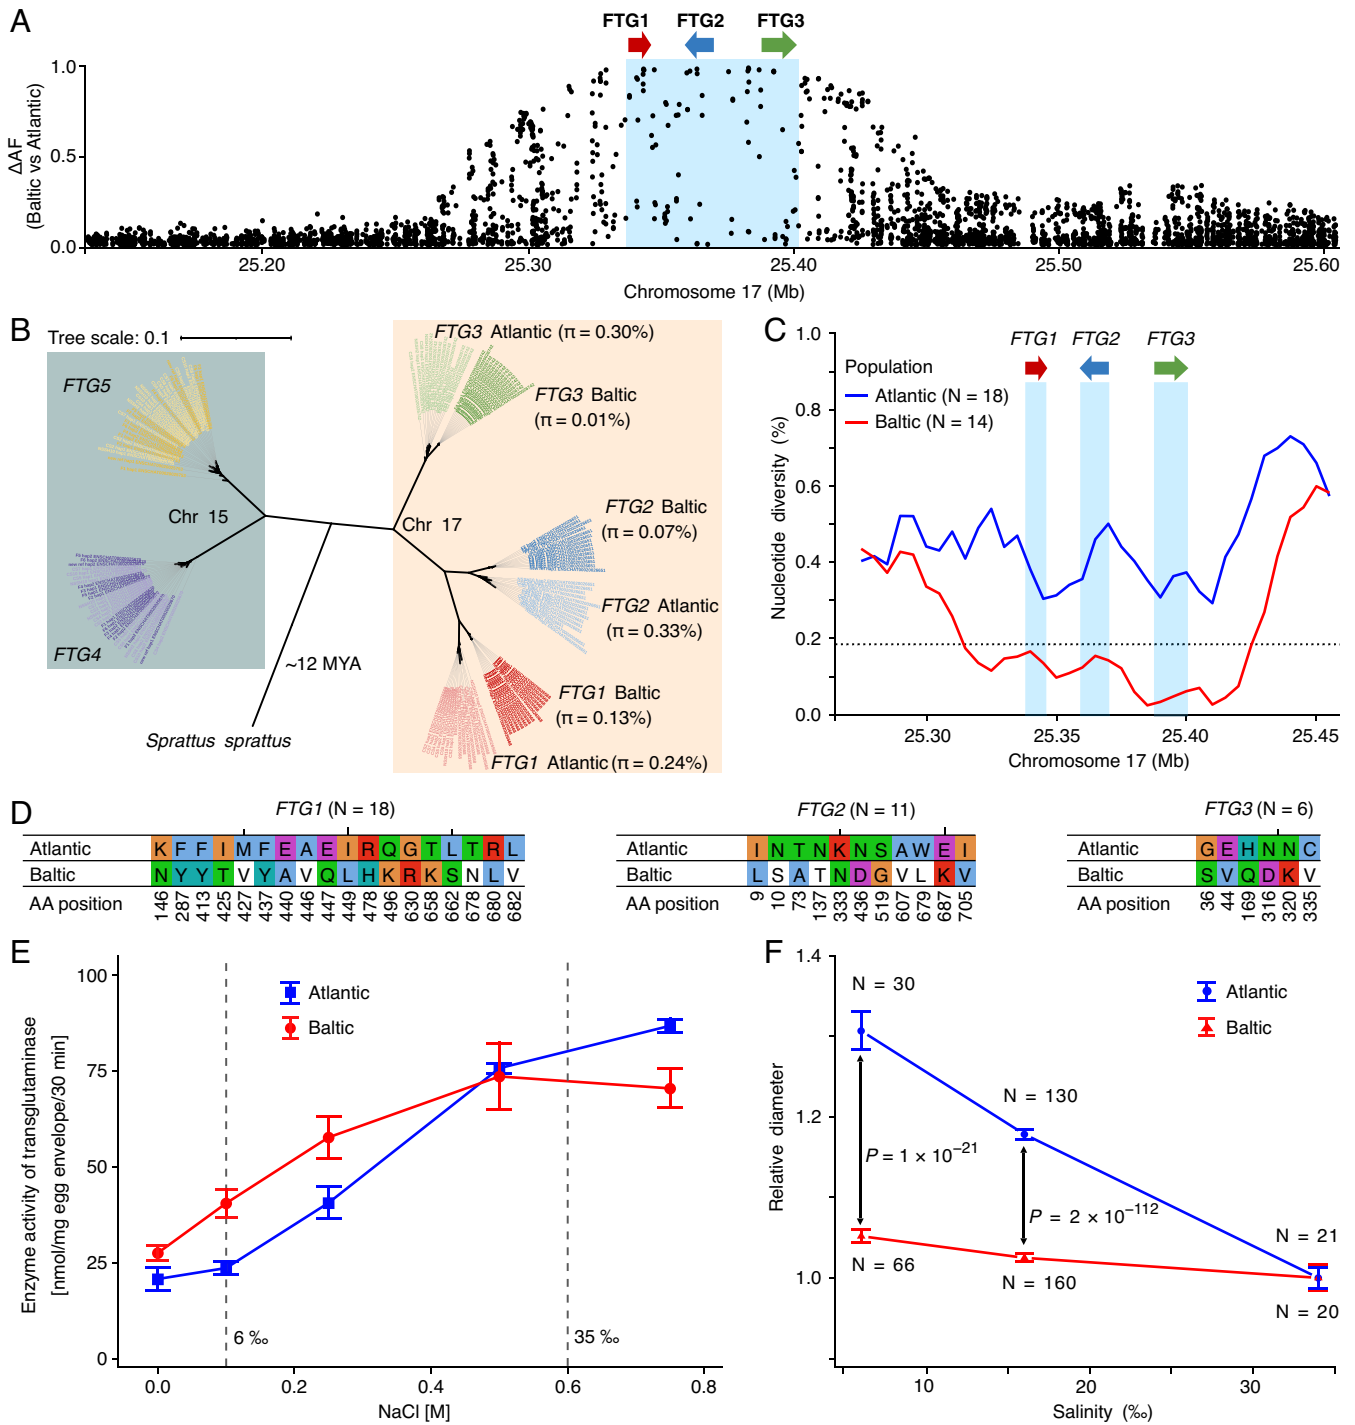 A
FTG1 FTG2 FTG3
1.0
0.5
0.0
ΔAF
(Baltic vs Atlantic)
25.20 25.30 25.40 25.50 25.60
Chromosome 17 (Mb)
B
Tree scale: 0.1
FTG5
Chr 15
FTG4
~12 MYA
Sprattus sprattus
FTG3 Atlantic (π = 0.30%)
FTG3 Baltic
(π = 0.01%)
Chr 17
FTG2 Baltic
(π = 0.07%)
FTG2 Atlantic
(π = 0.33%)
FTG1 Baltic
(π = 0.13%)
FTG1 Atlantic (π = 0.24%)
C
FTG1 FTG2 FTG3
Population
Atlantic (N = 18)
Baltic (N = 14)
1.0
0.8
0.6
0.4
0.2
0.0
Nucleotide diversity (%)
25.30 25.35 25.40 25.45
Chromosome 17 (Mb)
D
FTG1 (N = 18)
Atlantic K F F I M F E A E I R Q G T L T R L
Baltic N Y Y T V Y A V Q L H K R K S N L V
AA position 146 287 413 425 427 437 440 446 447 449 478 496 630 658 662 678 680 682
FTG2 (N = 11)
Atlantic I N T N K N S A W E I
Baltic L S A T N D G V L K V
AA position 9 10 73 137 333 436 519 607 679 687 705
FTG3 (N = 6)
Atlantic G E H N N C
Baltic S V Q D K V
AA position 36 44 169 316 320 335
E
Atlantic
Baltic
100
75
50
25
0
Enzyme activity of transglutaminase
[nmol/mg egg envelope/30 min]
6 ‰
35 ‰
0.0 0.2 0.4 0.6 0.8
NaCl [M]
F
1.4
1.2
1.0
Relative diameter
Atlantic
Baltic
N = 30
N = 130
P = 1 × 10⁻²¹
P = 2 × 10⁻¹¹²
N = 21
N = 66
N = 160
N = 20
10 20 30
Salinity (‰)